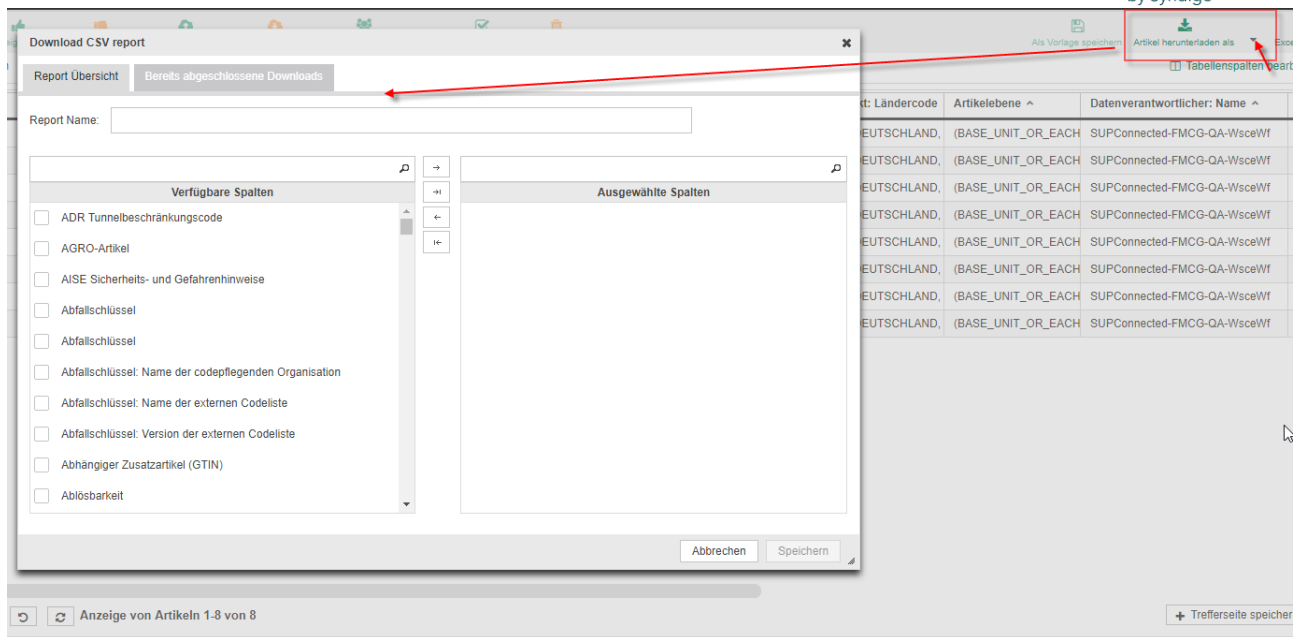 by Syndigo
Als Vorlage speichern
Artikel herunterladen als
Tabellenspalten bearb
Download CSV report
Report Übersicht
Bereits abgeschlossene Downloads
Report Name:
Verfügbare Spalten
Ausgewählte Spalten
ADR Tunnelbeschränkungscode
AGRO-Artikel
AISE Sicherheits- und Gefahrenhinweise
Abfallschlüssel
Abfallschlüssel
Abfallschlüssel: Name der codepflegenden Organisation
Abfallschlüssel: Name der externen Codeliste
Abfallschlüssel: Version der externen Codeliste
Abhängiger Zusatzartikel (GTIN)
Ablösbarkeit
Abbrechen
Speichern
kt: Ländercode Artikelebene Datenverantwortlicher: Name
EUTSCHLAND, (BASE_UNIT_OR_EACH SUPConnected-FMCG-QA-WsceWf
EUTSCHLAND, (BASE_UNIT_OR_EACH SUPConnected-FMCG-QA-WsceWf
EUTSCHLAND, (BASE_UNIT_OR_EACH SUPConnected-FMCG-QA-WsceWf
EUTSCHLAND, (BASE_UNIT_OR_EACH SUPConnected-FMCG-QA-WsceWf
EUTSCHLAND, (BASE_UNIT_OR_EACH SUPConnected-FMCG-QA-WsceWf
EUTSCHLAND, (BASE_UNIT_OR_EACH SUPConnected-FMCG-QA-WsceWf
EUTSCHLAND, (BASE_UNIT_OR_EACH SUPConnected-FMCG-QA-WsceWf
EUTSCHLAND, (BASE_UNIT_OR_EACH SUPConnected-FMCG-QA-WsceWf
Anzeige von Artikeln 1-8 von 8
Trefferseite speicher